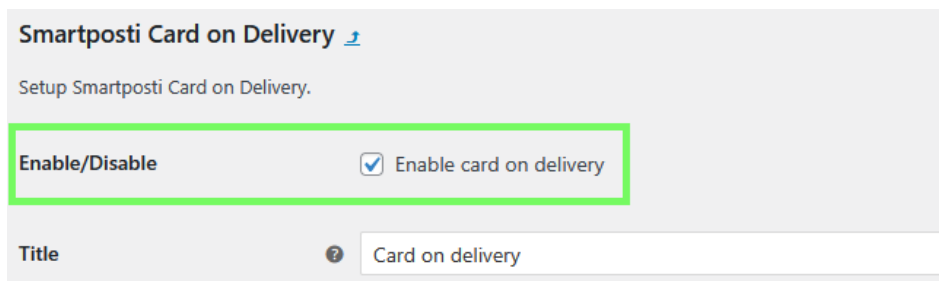 Smartposti Card on Delivery
Setup Smartposti Card on Delivery.
Enable/Disable Enable card on delivery
Title ? Card on delivery